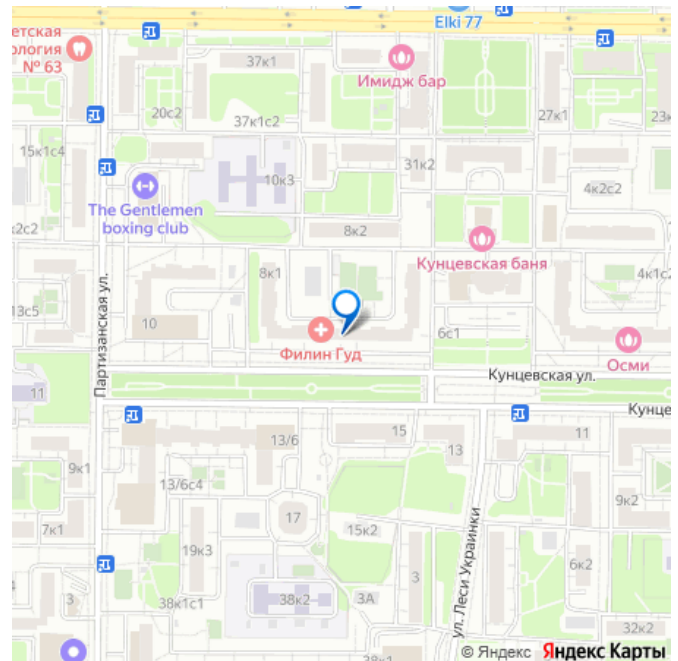 етская
ология
№ 63
Elki 77
37к1
Имидж бар
20с2
37к1с2
27к1
15к1с4
31к2
10к3
4к2с2
The Gentlemen
boxing club
8к2
Кунцевская баня
8к1
4к1с
13с5
10
6с1
Филин Гуд
Осми
Партизанская ул.
Кунцевская ул.
11
Кунце
13/6
15
13
11
9к1
13/6с4
17
9к2
7к1
15к2
19к3
ул. Леси Украинки
6к2
3
38к1с1
38к2
3А
3
32к2
38к1
© Яндекс Яндекс Карты